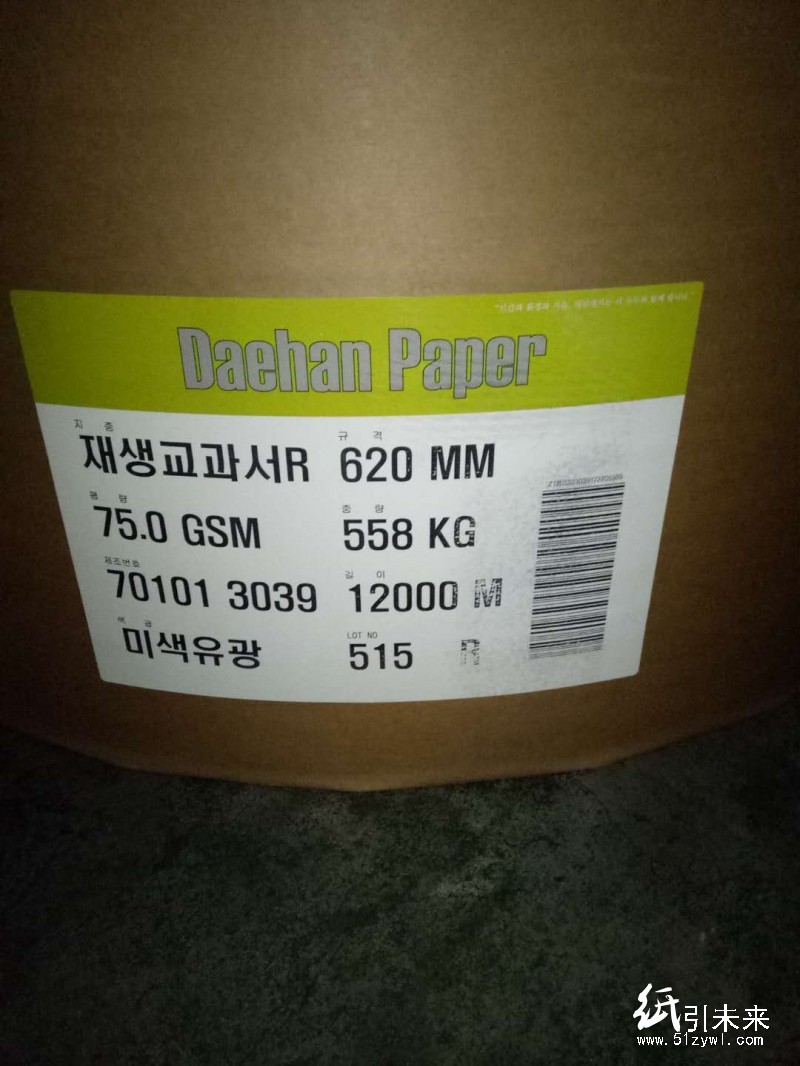 Daehan Paper
지 종 규 격
재생교과서R 620 MM
평 량 중 량
75.0 GSM 558 KG
제조번호 길 이
70101 3039 12000 M
색 급 LOT NO
미색유광 515 R
纸引未来
www.51zywl.com